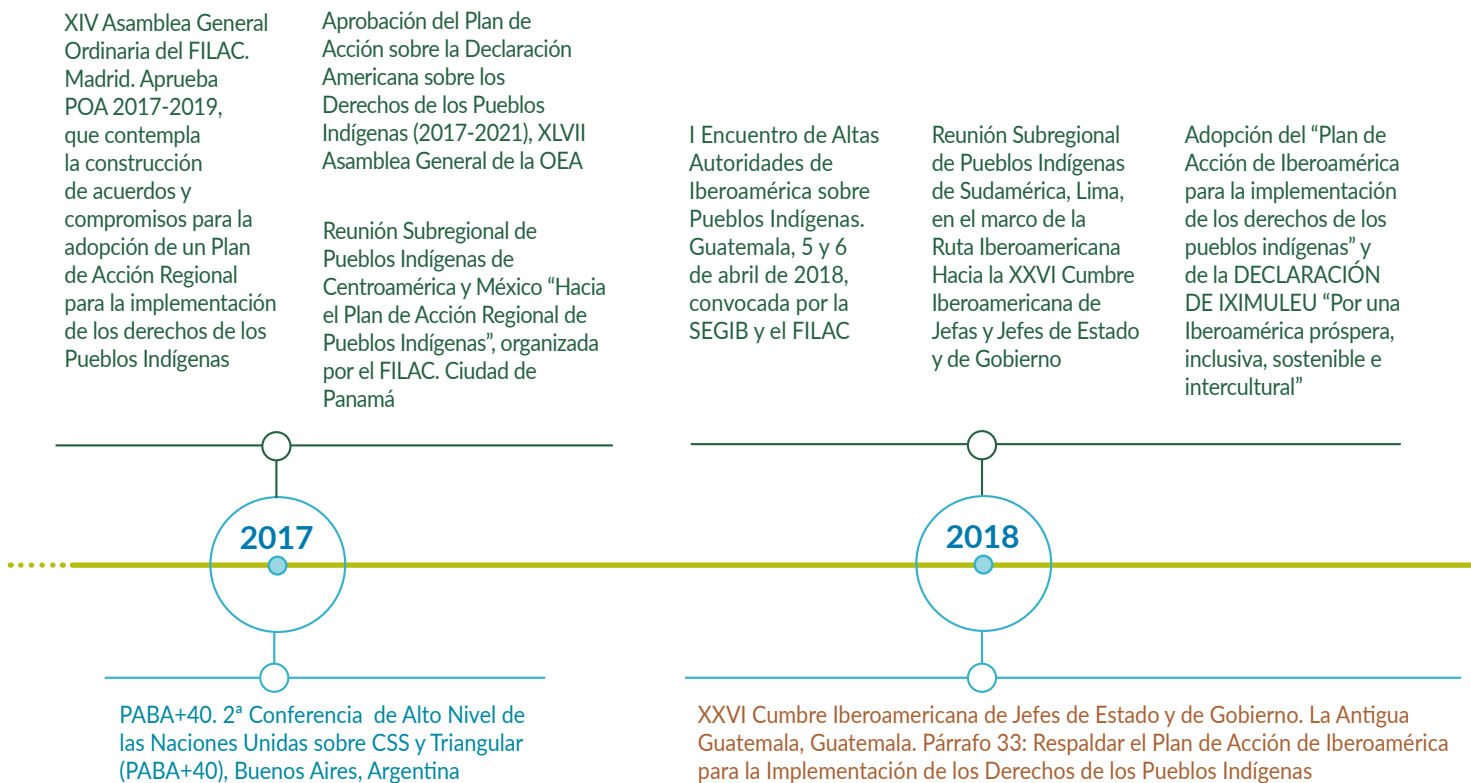 XIV Asamblea General
Ordinaria del FILAC.
Madrid. Aprueba
POA 2017-2019,
que contempla
la construcción
de acuerdos y
compromisos para la
adopción de un Plan
de Acción Regional
para la implementación
de los derechos de los
Pueblos Indígenas
Aprobación del Plan de
Acción sobre la Declaración
Americana sobre los
Derechos de los Pueblos
Indígenas (2017-2021), XLVII
Asamblea General de la OEA
Reunión Subregional de
Pueblos Indígenas de
Centroamérica y México “Hacia
el Plan de Acción Regional de
Pueblos Indígenas”, organizada
por el FILAC. Ciudad de
Panamá
I Encuentro de Altas
Autoridades de
Iberoamérica sobre
Pueblos Indígenas.
Guatemala, 5 y 6
de abril de 2018,
convocada por la
SEGIB y el FILAC
Reunión Subregional
de Pueblos Indígenas
de Sudamérica, Lima,
en el marco de la
Ruta Iberoamericana
Hacia la XXVI Cumbre
Iberoamericana de
Jefas y Jefes de Estado
y de Gobierno
Adopción del “Plan de
Acción de Iberoamérica
para la implementación
de los derechos de los
pueblos indígenas” y
de la DECLARACIÓN
DE IXIMULEU “Por una
Iberoamérica próspera,
inclusiva, sostenible e
intercultural”
2017
2018
PABA+40. 2ª Conferencia de Alto Nivel de
las Naciones Unidas sobre CSS y Triangular
(PABA+40), Buenos Aires, Argentina
XXVI Cumbre Iberoamericana de Jefes de Estado y de Gobierno. La Antigua
Guatemala, Guatemala. Párrafo 33: Respaldar el Plan de Acción de Iberoamérica
para la Implementación de los Derechos de los Pueblos Indígenas